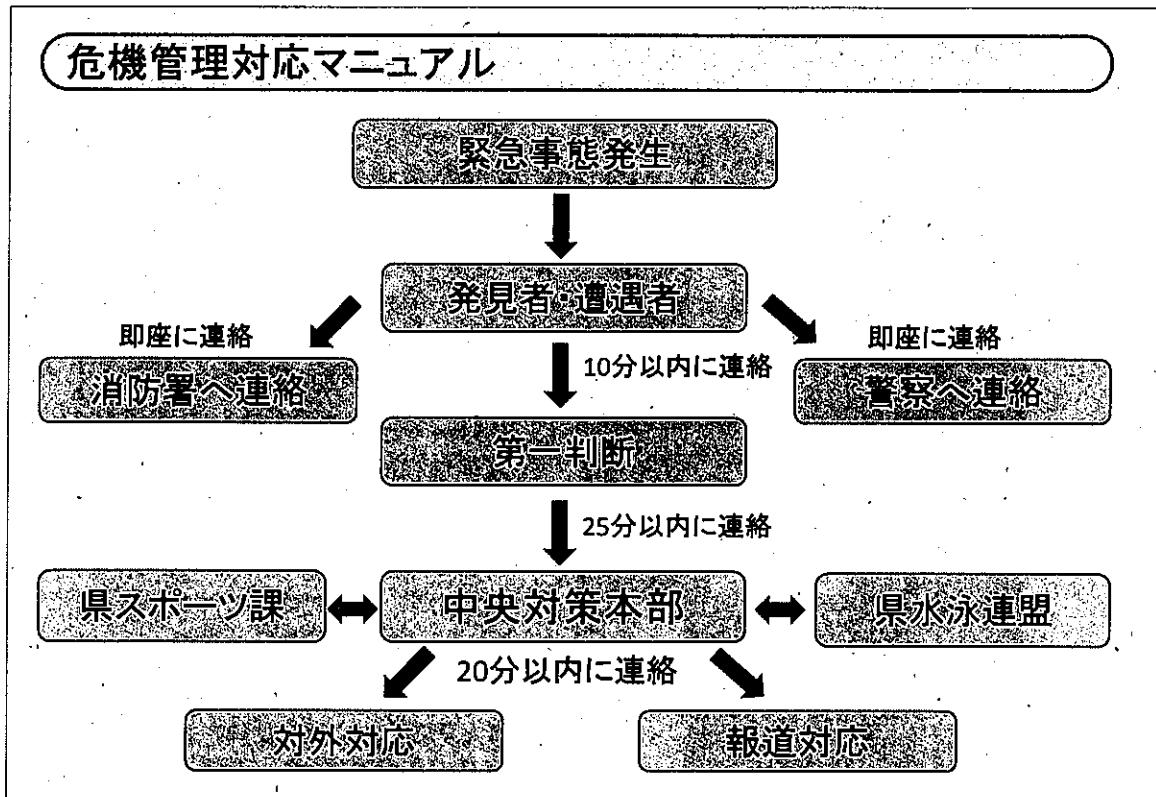 危機管理対応マニュアル
緊急事態発生
発見者・遭遇者
即座に連絡
即座に連絡
消防署へ連絡
10分以内に連絡
警察へ連絡
第一判断
25分以内に連絡
県スポーツ課
中央対策本部
県水泳連盟
20分以内に連絡
対外対応
報道対応